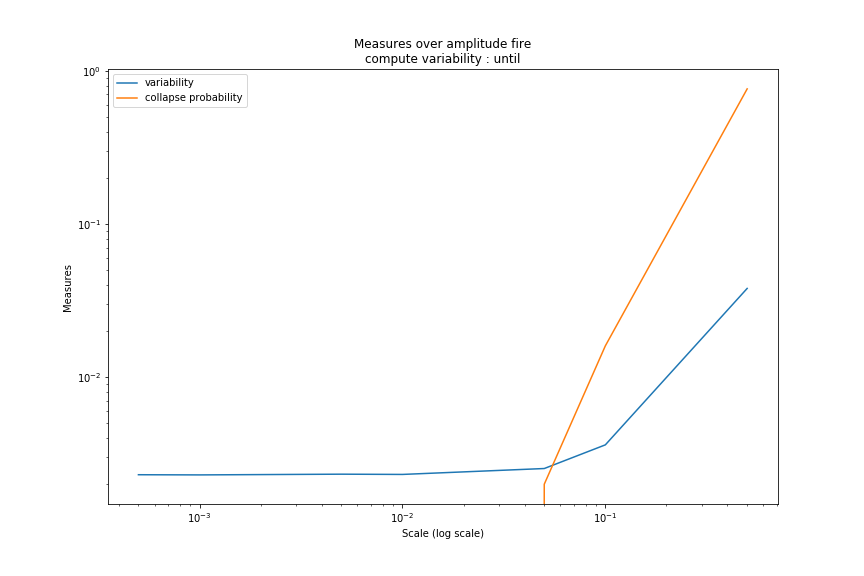 Measures over amplitude fire
compute variability : until
variability
collapse probability
10⁰
10⁻¹
10⁻²
Measures
10⁻³
10⁻²
10⁻¹
Scale (log scale)